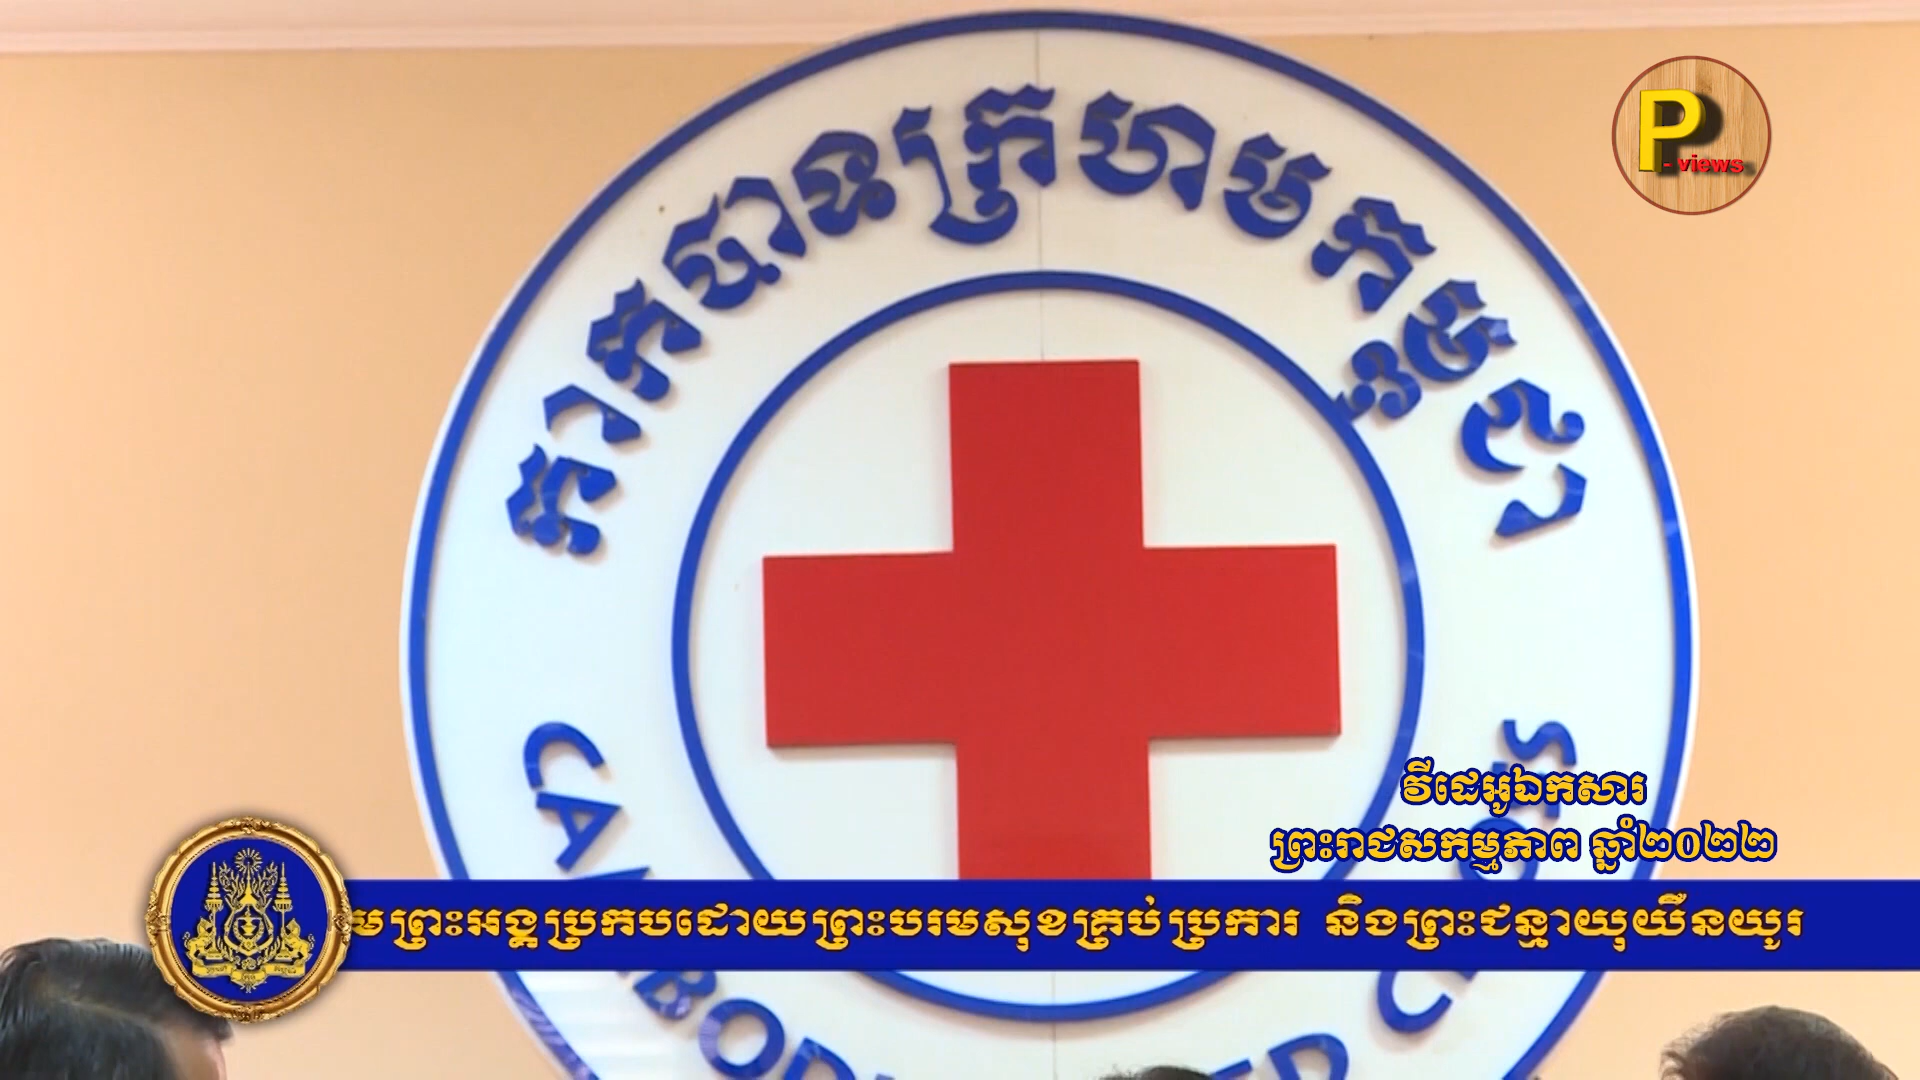 កាកបាទក្រហមកម្ពុជា
P
- views
វីដេអូឯកសារ
ព្រះរាជសកម្មភាព ឆ្នាំ២០២២
ម ព្រះអង្គប្រកបដោយព្រះបរមសុខគ្រប់ប្រការ និងព្រះជន្មាយុយឺនយូរ
CAMBODIAN RED CROSS